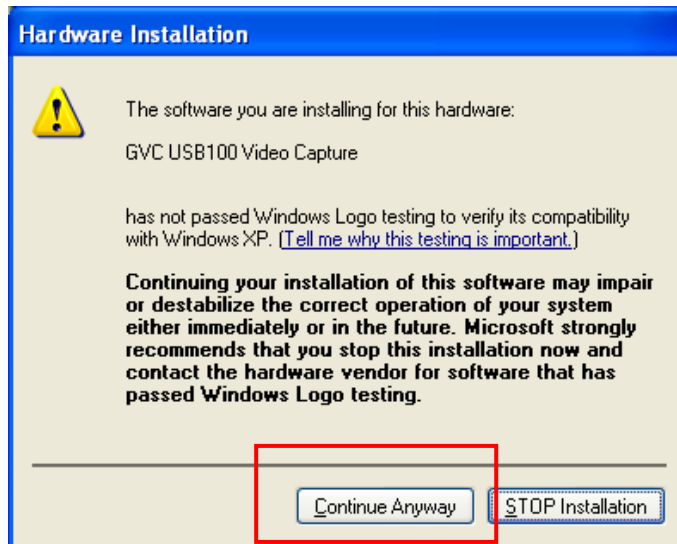 Hardware Installation
The software you are installing for this hardware:
GVC USB100 Video Capture
has not passed Windows Logo testing to verify its compatibility
with Windows XP. (Tell me why this testing is important.)
Continuing your installation of this software may impair
or destabilize the correct operation of your system
either immediately or in the future. Microsoft strongly
recommends that you stop this installation now and
contact the hardware vendor for software that has
passed Windows Logo testing.
Continue Anyway STOP Installation